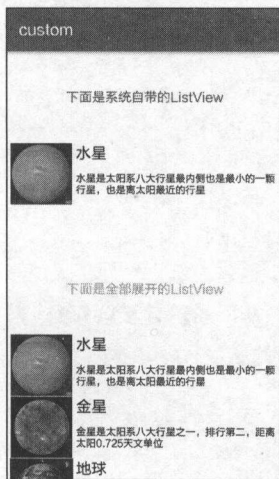 custom
下面是系统自带的ListView
水星
水星是太阳系八大行星最内侧也是最小的一颗
行星，也是离太阳最近的行星
下面是全部展开的ListView
水星
水星是太阳系八大行星最内侧也是最小的一颗
行星，也是离太阳最近的行星
金星
金星是太阳系八大行星之一，排行第二，距离
太阳0.725天文单位
地球